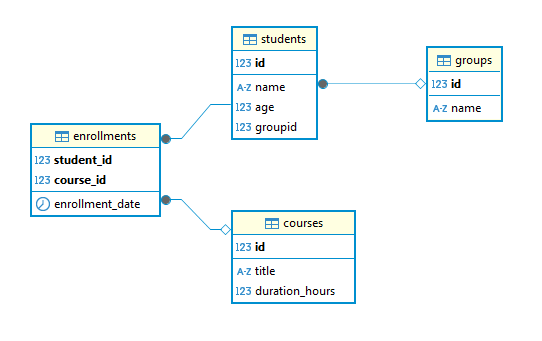 students
123 id
A-Z name
123 age
123 groupid
groups
123 id
A-Z name
enrollments
123 student_id
123 course_id
enrollment_date
courses
123 id
A-Z title
123 duration_hours